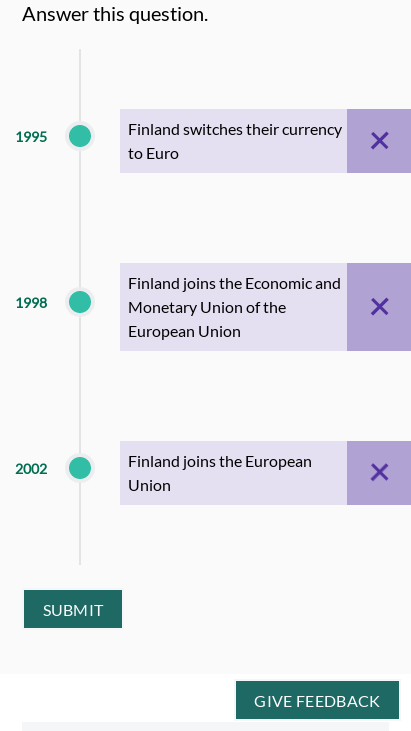 Answer this question.
1995
Finland switches their currency
to Euro
1998
Finland joins the Economic and
Monetary Union of the
European Union
2002
Finland joins the European
Union
SUBMIT
GIVE FEEDBACK